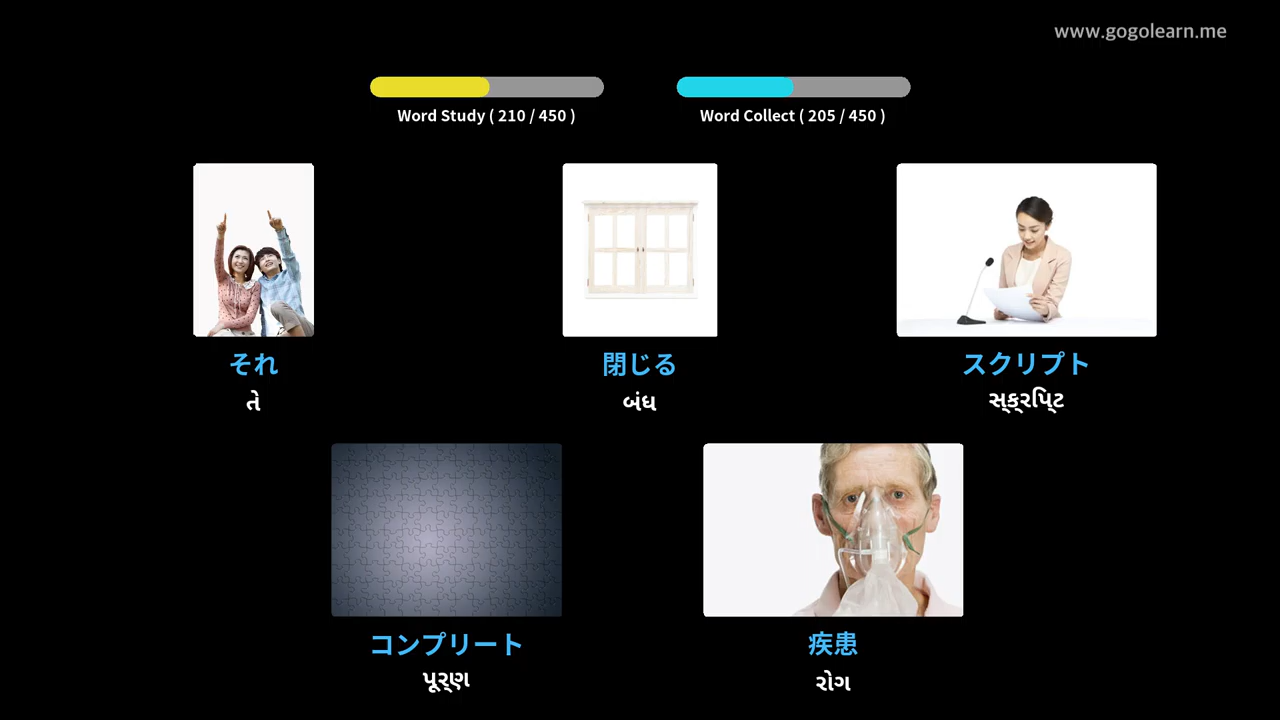 www.gogolearn.me
Word Study ( 210 / 450 )
Word Collect ( 205 / 450 )
それ
તે
閉じる
બંધ
スクリプト
સ્ક્રિપ્ટ
コンプリート
પૂર્ણ
疾患
રોગ